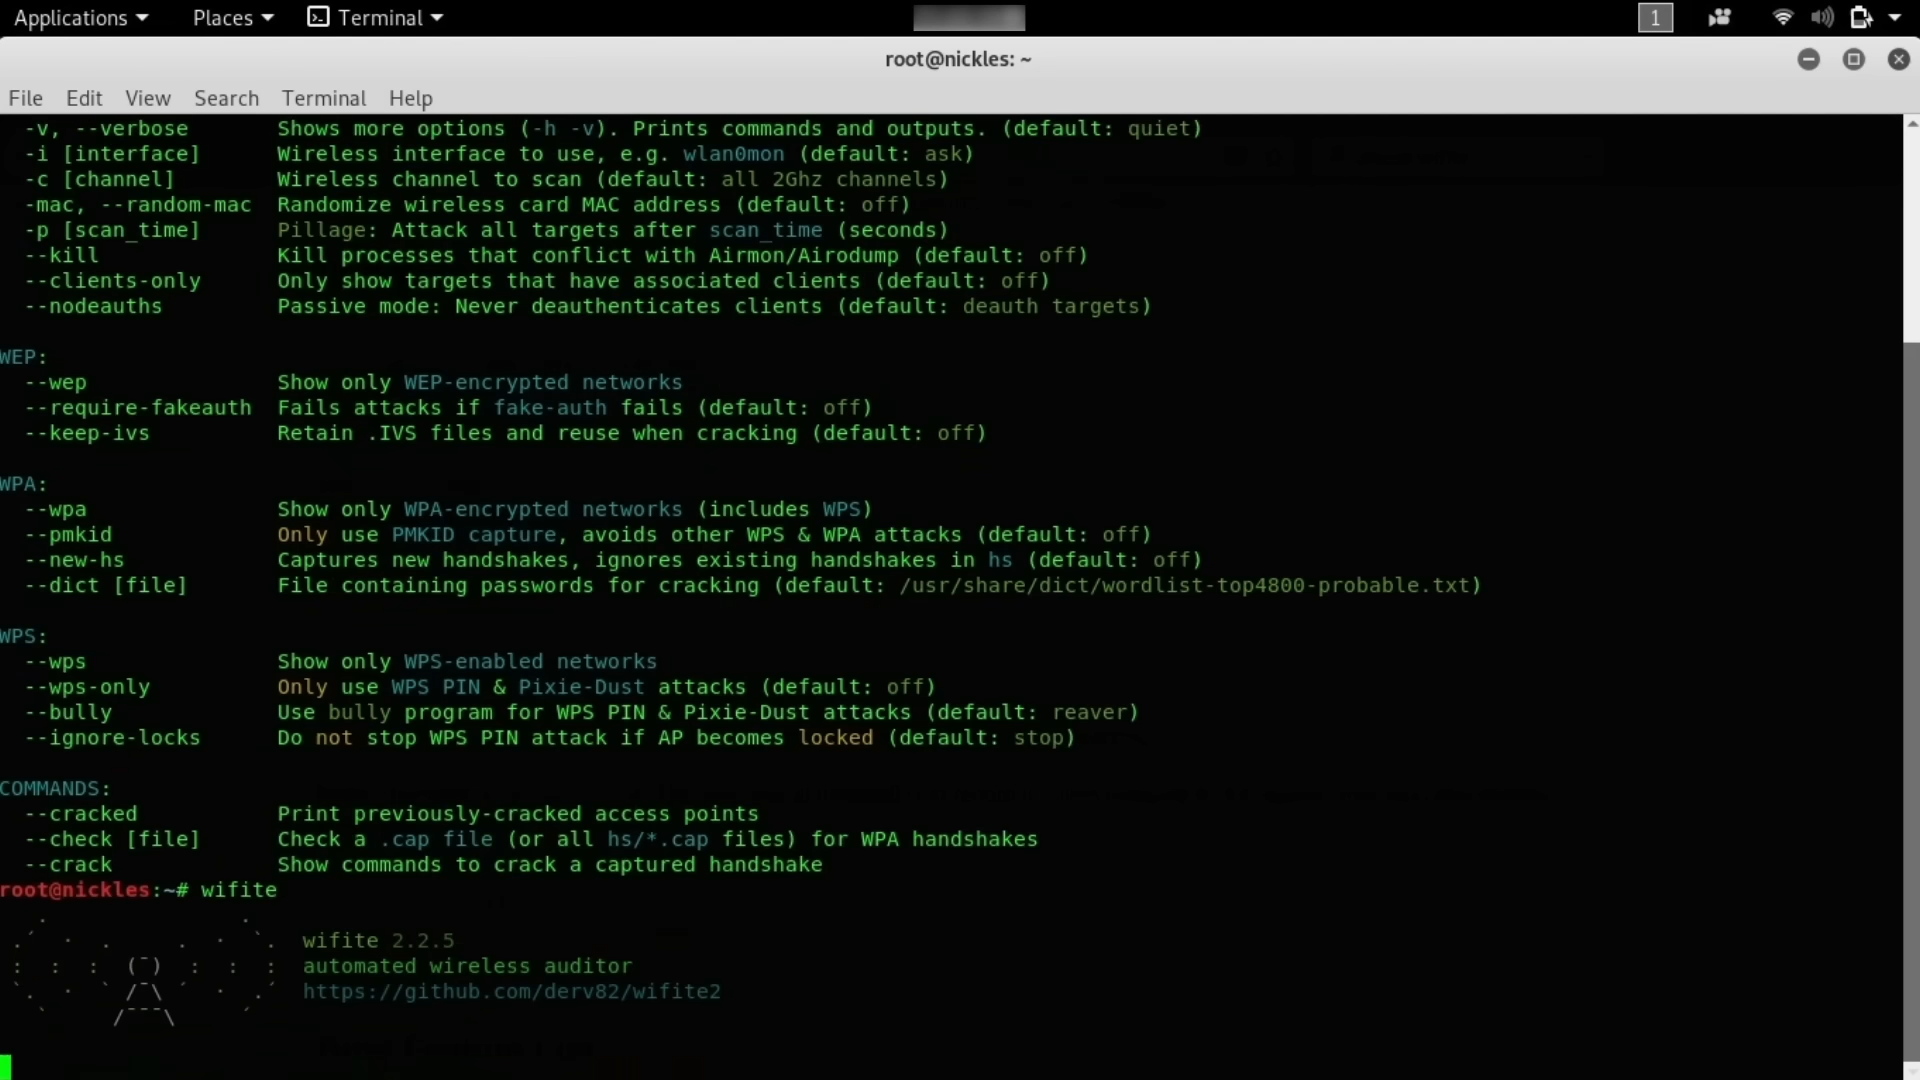 Applications Places Terminal 1
root@nickles: ~
File Edit View Search Terminal Help
-v, --verbose Shows more options (-h -v). Prints commands and outputs. (default: quiet)
-i [interface] Wireless interface to use, e.g. wlan0mon (default: ask)
-c [channel] Wireless channel to scan (default: all 2Ghz channels)
-mac, --random-mac Randomize wireless card MAC address (default: off)
-p [scan_time] Pillage: Attack all targets after scan_time (seconds)
--kill Kill processes that conflict with Airmon/Airodump (default: off)
--clients-only Only show targets that have associated clients (default: off)
--nodeauths Passive mode: Never deauthenticates clients (default: deauth targets)
WEP:
--wep Show only WEP-encrypted networks
--require-fakeauth Fails attacks if fake-auth fails (default: off)
--keep-ivs Retain .IVS files and reuse when cracking (default: off)
WPA:
--wpa Show only WPA-encrypted networks (includes WPS)
--pmkid Only use PMKID capture, avoids other WPS & WPA attacks (default: off)
--new-hs Captures new handshakes, ignores existing handshakes in hs (default: off)
--dict [file] File containing passwords for cracking (default: /usr/share/dict/wordlist-top4800-probable.txt)
WPS:
--wps Show only WPS-enabled networks
--wps-only Only use WPS PIN & Pixie-Dust attacks (default: off)
--bully Use bully program for WPS PIN & Pixie-Dust attacks (default: reaver)
--ignore-locks Do not stop WPS PIN attack if AP becomes locked (default: stop)
COMMANDS:
--cracked Print previously-cracked access points
--check [file] Check a .cap file (or all hs/*.cap files) for WPA handshakes
--crack Show commands to crack a captured handshake
root@nickles:~# wifite
wifite 2.2.5
automated wireless auditor
https://github.com/derv82/wifite2